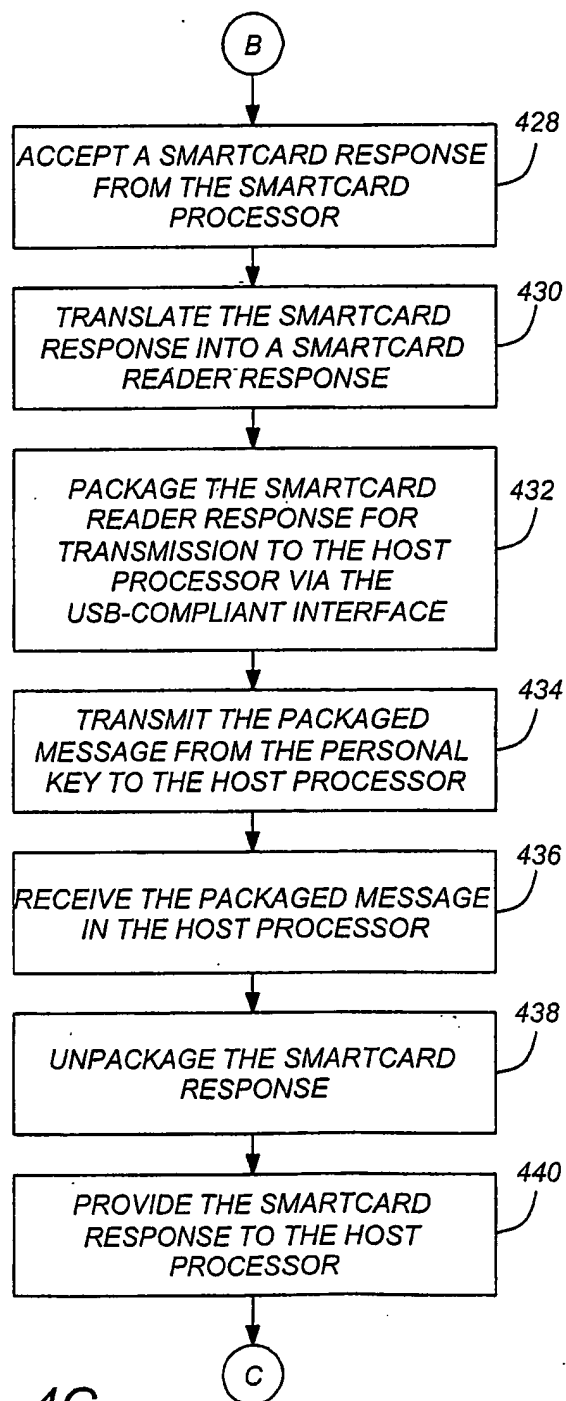 B
428
ACCEPT A SMARTCARD RESPONSE
FROM THE SMARTCARD
PROCESSOR
430
TRANSLATE THE SMARTCARD
RESPONSE INTO A SMARTCARD
READER RESPONSE
432
PACKAGE THE SMARTCARD
READER RESPONSE FOR
TRANSMISSION TO THE HOST
PROCESSOR VIA THE
USB-COMPLIANT INTERFACE
434
TRANSMIT THE PACKAGED
MESSAGE FROM THE PERSONAL
KEY TO THE HOST PROCESSOR
436
RECEIVE THE PACKAGED MESSAGE
IN THE HOST PROCESSOR
438
UNPACKAGE THE SMARTCARD
RESPONSE
440
PROVIDE THE SMARTCARD
RESPONSE TO THE HOST
PROCESSOR
C